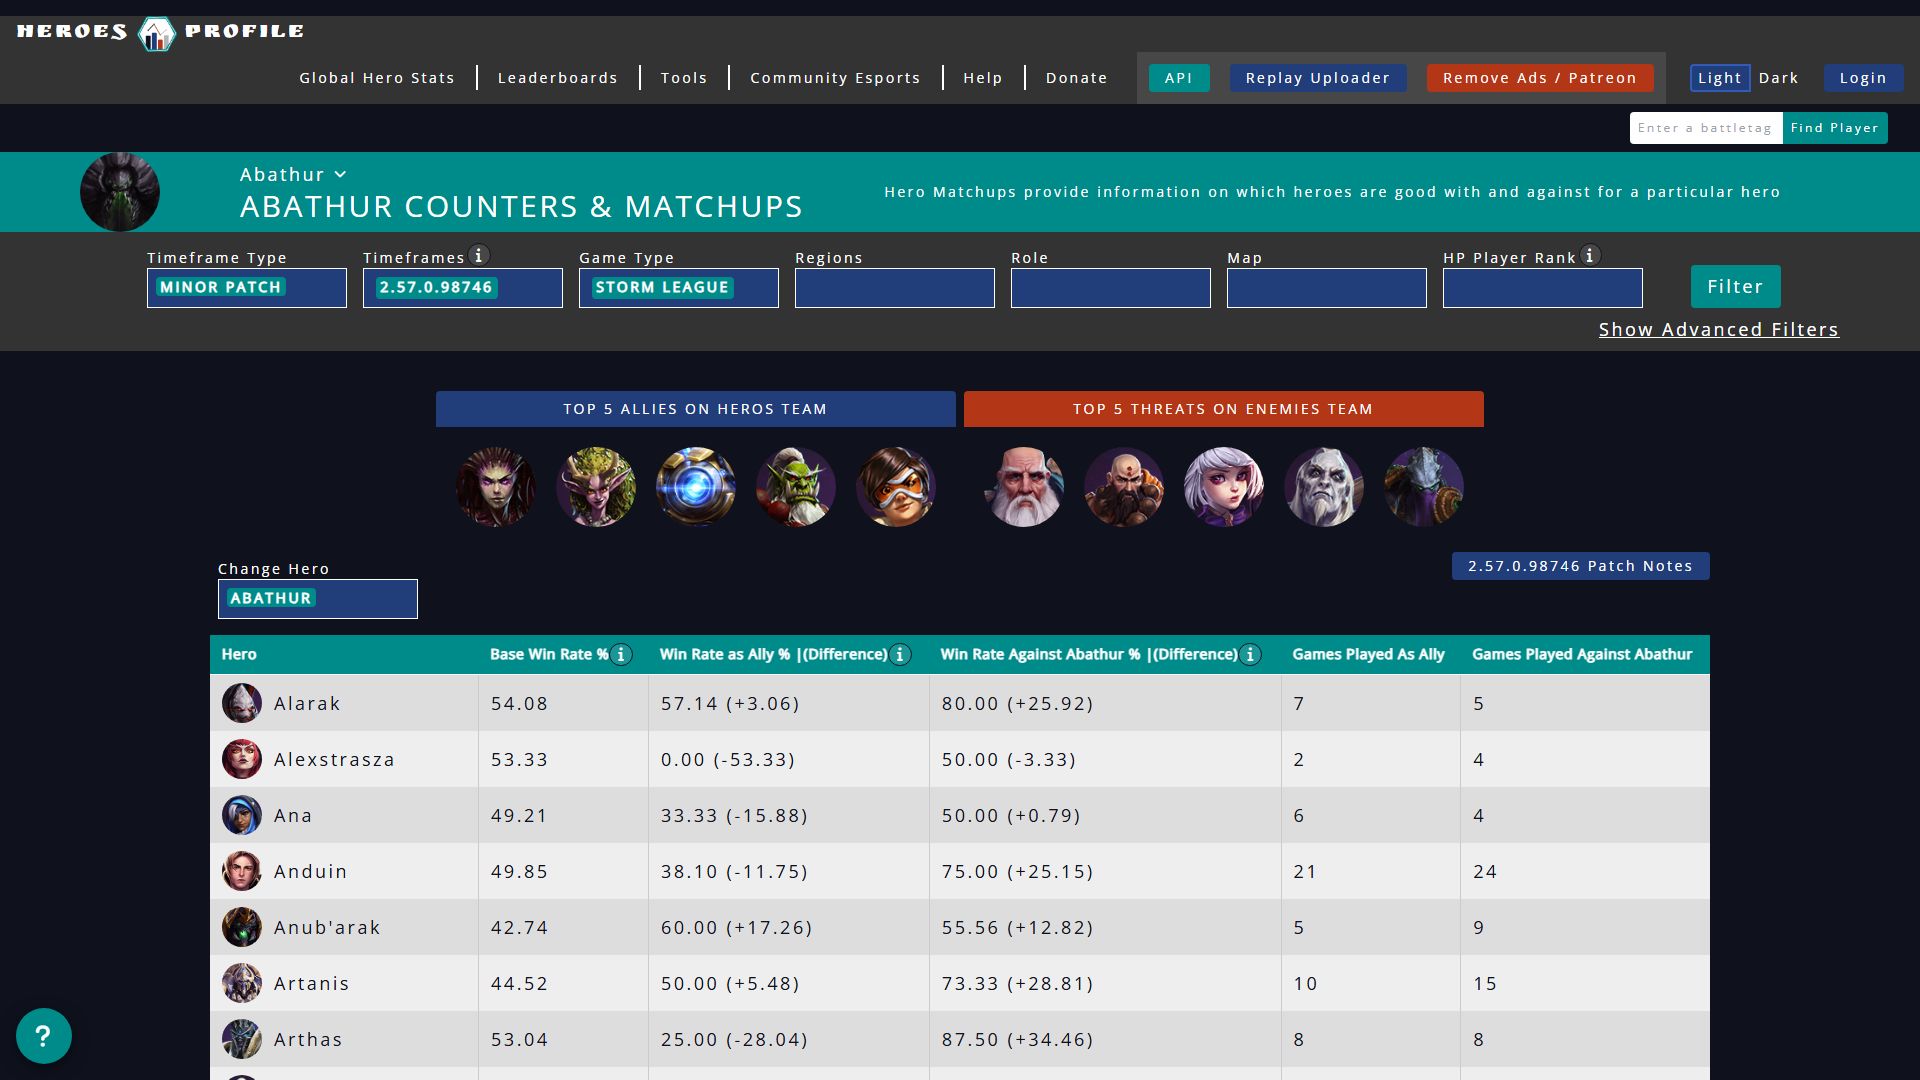 HEROES PROFILE
Global Hero Stats
Leaderboards
Tools
Community Esports
Help
Donate
API
Replay Uploader
Remove Ads / Patreon
Light
Dark
Login
Enter a battletag
Find Player
Abathur
ABATHUR COUNTERS & MATCHUPS
Hero Matchups provide information on which heroes are good with and against for a particular hero
Timeframe Type
Timeframes
Game Type
Regions
Role
Map
HP Player Rank
MINOR PATCH
2.57.0.98746
STORM LEAGUE
Filter
Show Advanced Filters
TOP 5 ALLIES ON HEROS TEAM
TOP 5 THREATS ON ENEMIES TEAM
Change Hero
ABATHUR
2.57.0.98746 Patch Notes
Hero Base Win Rate % Win Rate as Ally % |(Difference) Win Rate Against Abathur % |(Difference) Games Played As Ally Games Played Against Abathur
Alarak 54.08 57.14 (+3.06) 80.00 (+25.92) 7 5
Alexstrasza 53.33 0.00 (-53.33) 50.00 (-3.33) 2 4
Ana 49.21 33.33 (-15.88) 50.00 (+0.79) 6 4
Anduin 49.85 38.10 (-11.75) 75.00 (+25.15) 21 24
Anub'arak 42.74 60.00 (+17.26) 55.56 (+12.82) 5 9
Artanis 44.52 50.00 (+5.48) 73.33 (+28.81) 10 15
Arthas 53.04 25.00 (-28.04) 87.50 (+34.46) 8 8
?